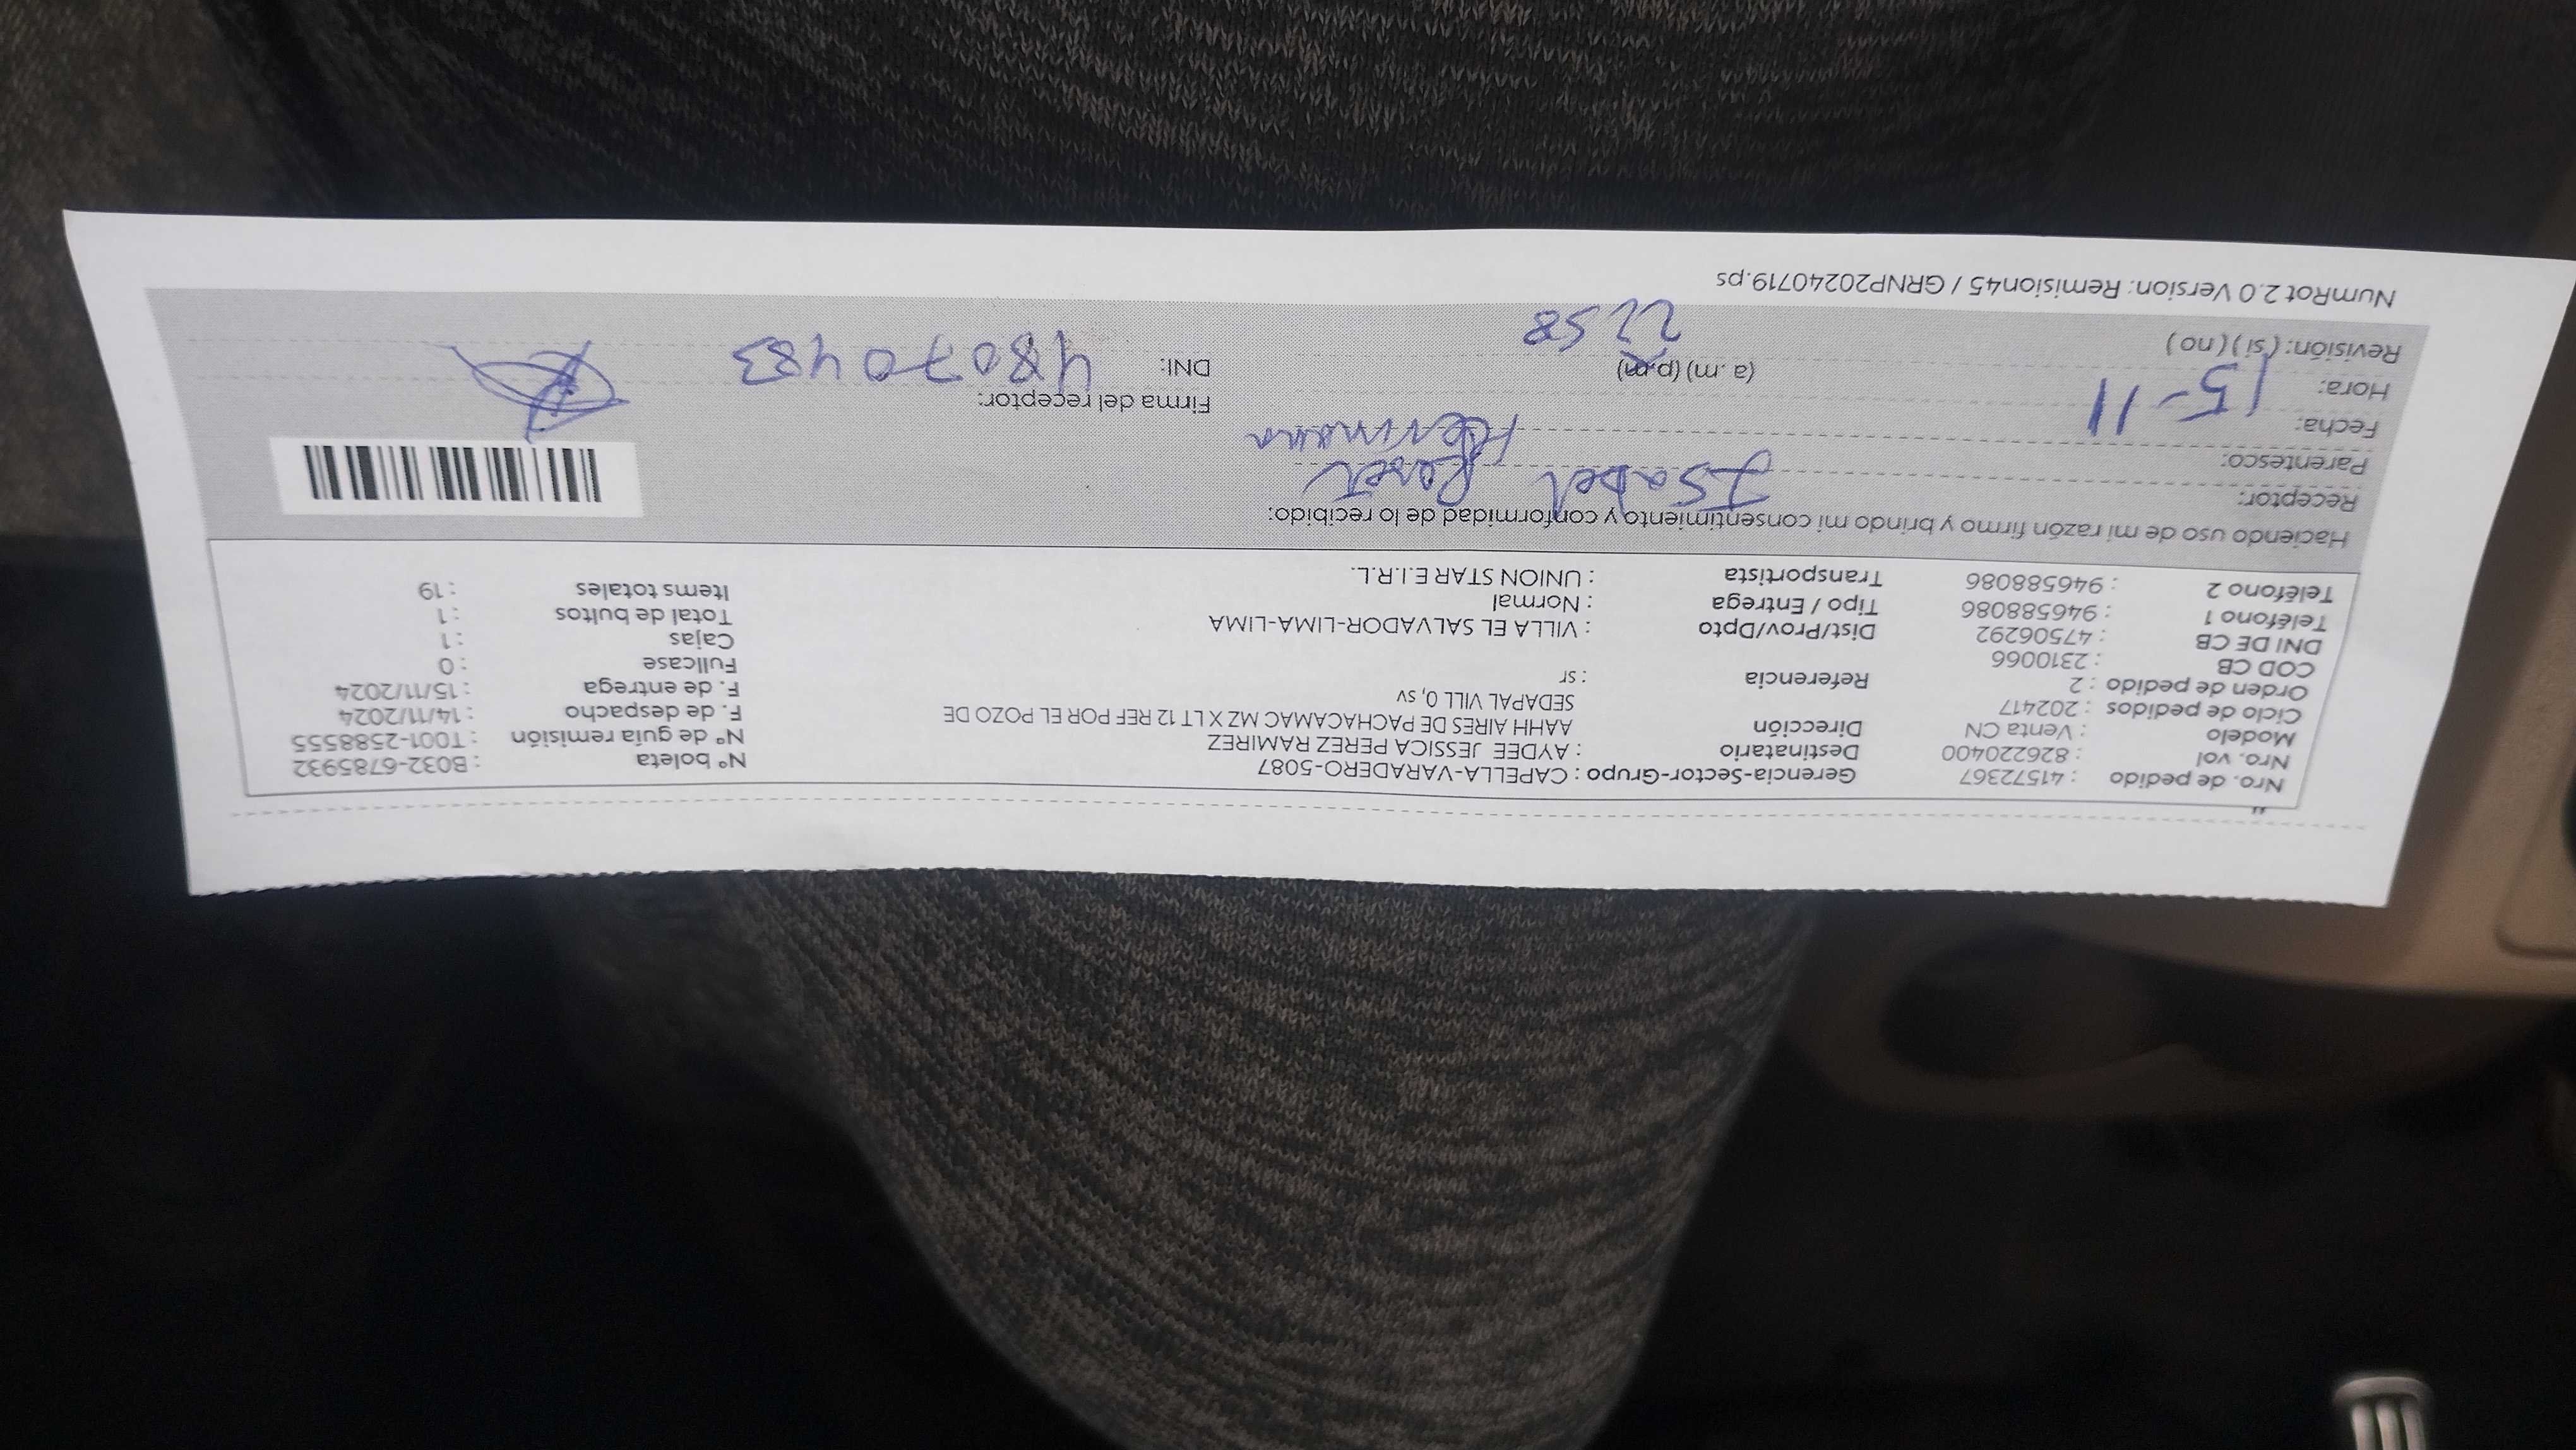 Nro. de pedido : 41572367 Gerencia-Sector-Grupo : CAPELLA-VARADERO-5087 N° boleta : B032-6785932
Nro. vol : 826220400 Destinatario : AYDEE JESSICA PEREZ RAMIREZ N° de guía remisión : T001-2588555
Modelo : Venta CN Dirección AAHH AIRES DE PACHACAMAC MZ X LT 12 REF POR EL POZO DE F. de despacho : 14/11/2024
Ciclo de pedidos : 202417 SEDAPAL VILL 0, sv F. de entrega : 15/11/2024
Orden de pedido : 2 Referencia : sr Fullcase : 0
COD CB : 2310066 Cajas : 1
DNI DE CB : 47506292 Dist/Prov/Dpto : VILLA EL SALVADOR-LIMA-LIMA Total de bultos : 1
Teléfono 1 : 946588086 Tipo / Entrega : Normal Items totales : 19
Teléfono 2 : 946588086 Transportista : UNION STAR E.I.R.L.
Haciendo uso de mi razón firmo y brindo mi consentimiento y conformidad de lo recibido:
Receptor: Isabel
Parentesco: Hermana
Fecha: 15-11 Firma del receptor:
Hora: (a.m) (p.m) DNI: 48070483
Revisión: (si) (no) 2258
NumRot 2.0 Version: Remision45 / GRNP20240719.ps